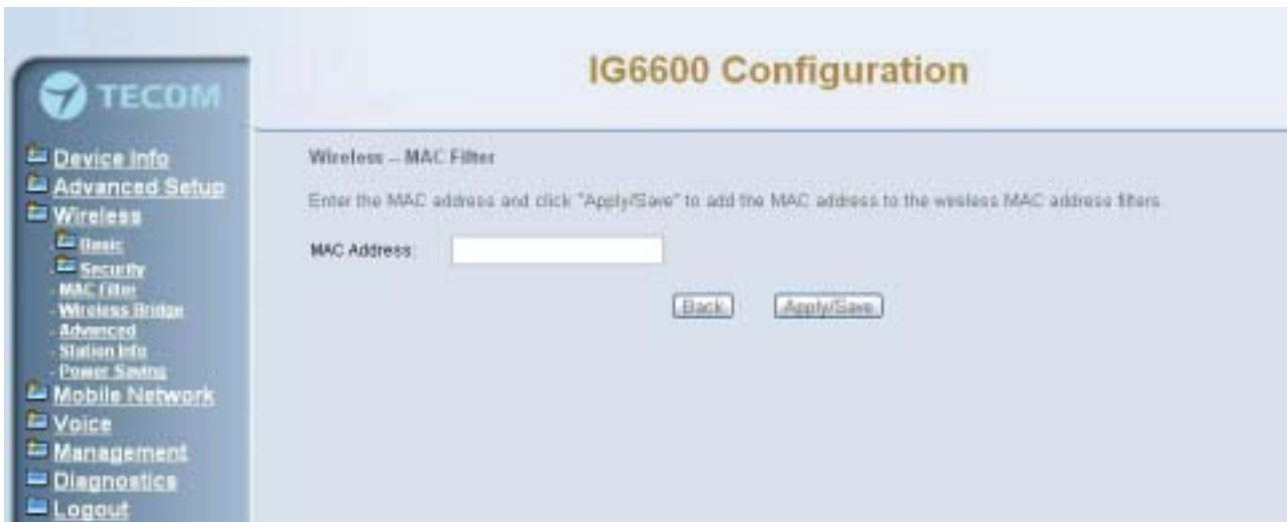 IG6600 Configuration
TECOM
Device Info
Advanced Setup
Wireless
Basic
Security
- MAC Filter
- Wireless Bridge
- Advanced
- Station Info
- Power Saving
Mobile Network
Voice
Management
Diagnostics
Logout
Wireless -- MAC Filter
Enter the MAC address and click "Apply/Save" to add the MAC address to the wireless MAC address filters.
MAC Address:
Back
Apply/Save